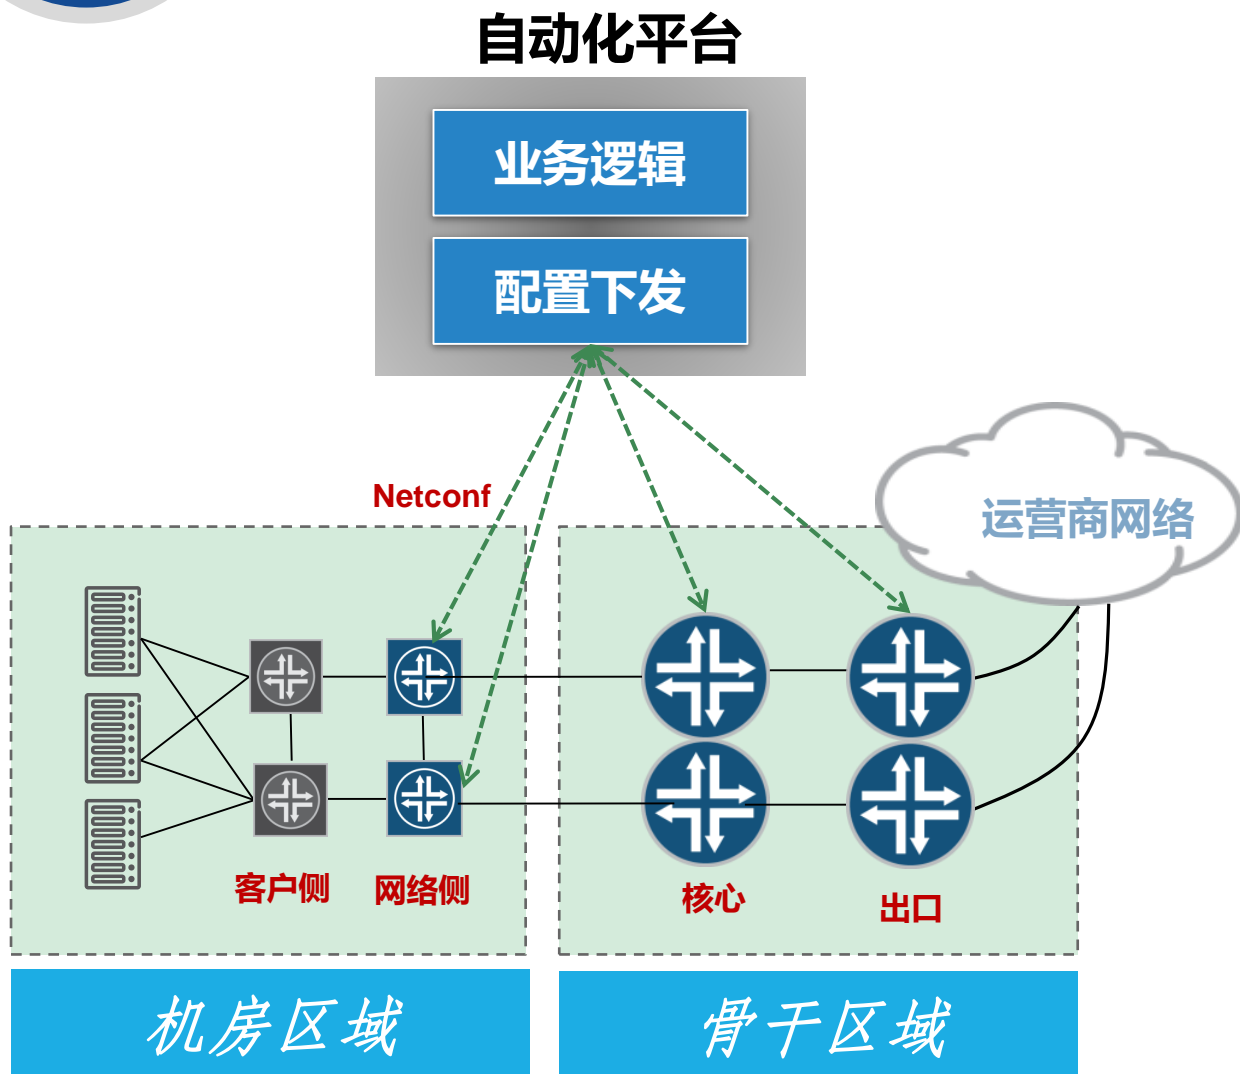 自动化平台
业务逻辑
配置下发
Netconf
运营商网络
客户侧
网络侧
核心
出口
机房区域
骨干区域